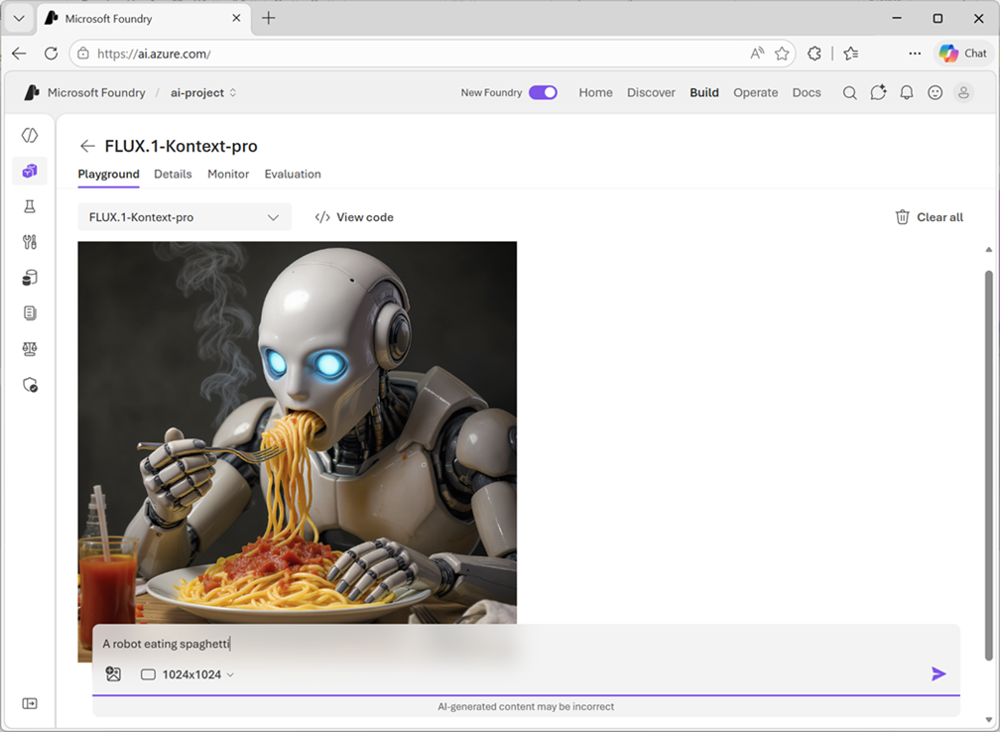 Microsoft Foundry
https://ai.azure.com/
Chat
Microsoft Foundry / ai-project
New Foundry
Home
Discover
Build
Operate
Docs
FLUX.1-Kontext-pro
Playground
Details
Monitor
Evaluation
FLUX.1-Kontext-pro
View code
Clear all
A robot eating spaghetti
1024x1024
AI-generated content may be incorrect